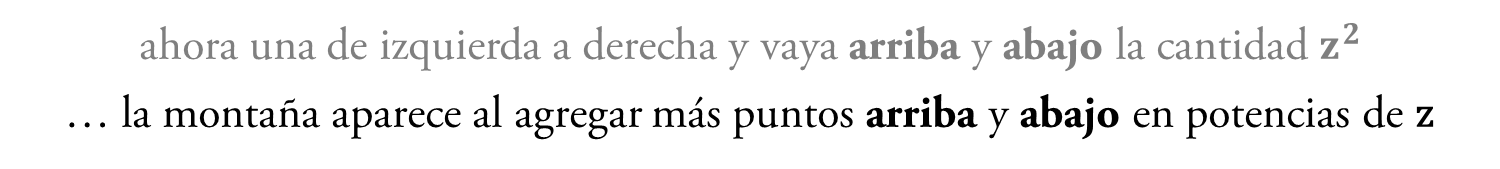 ahora una de izquierda a derecha y vaya arriba y abajo la cantidad z²
… la montaña aparece al agregar más puntos arriba y abajo en potencias de z